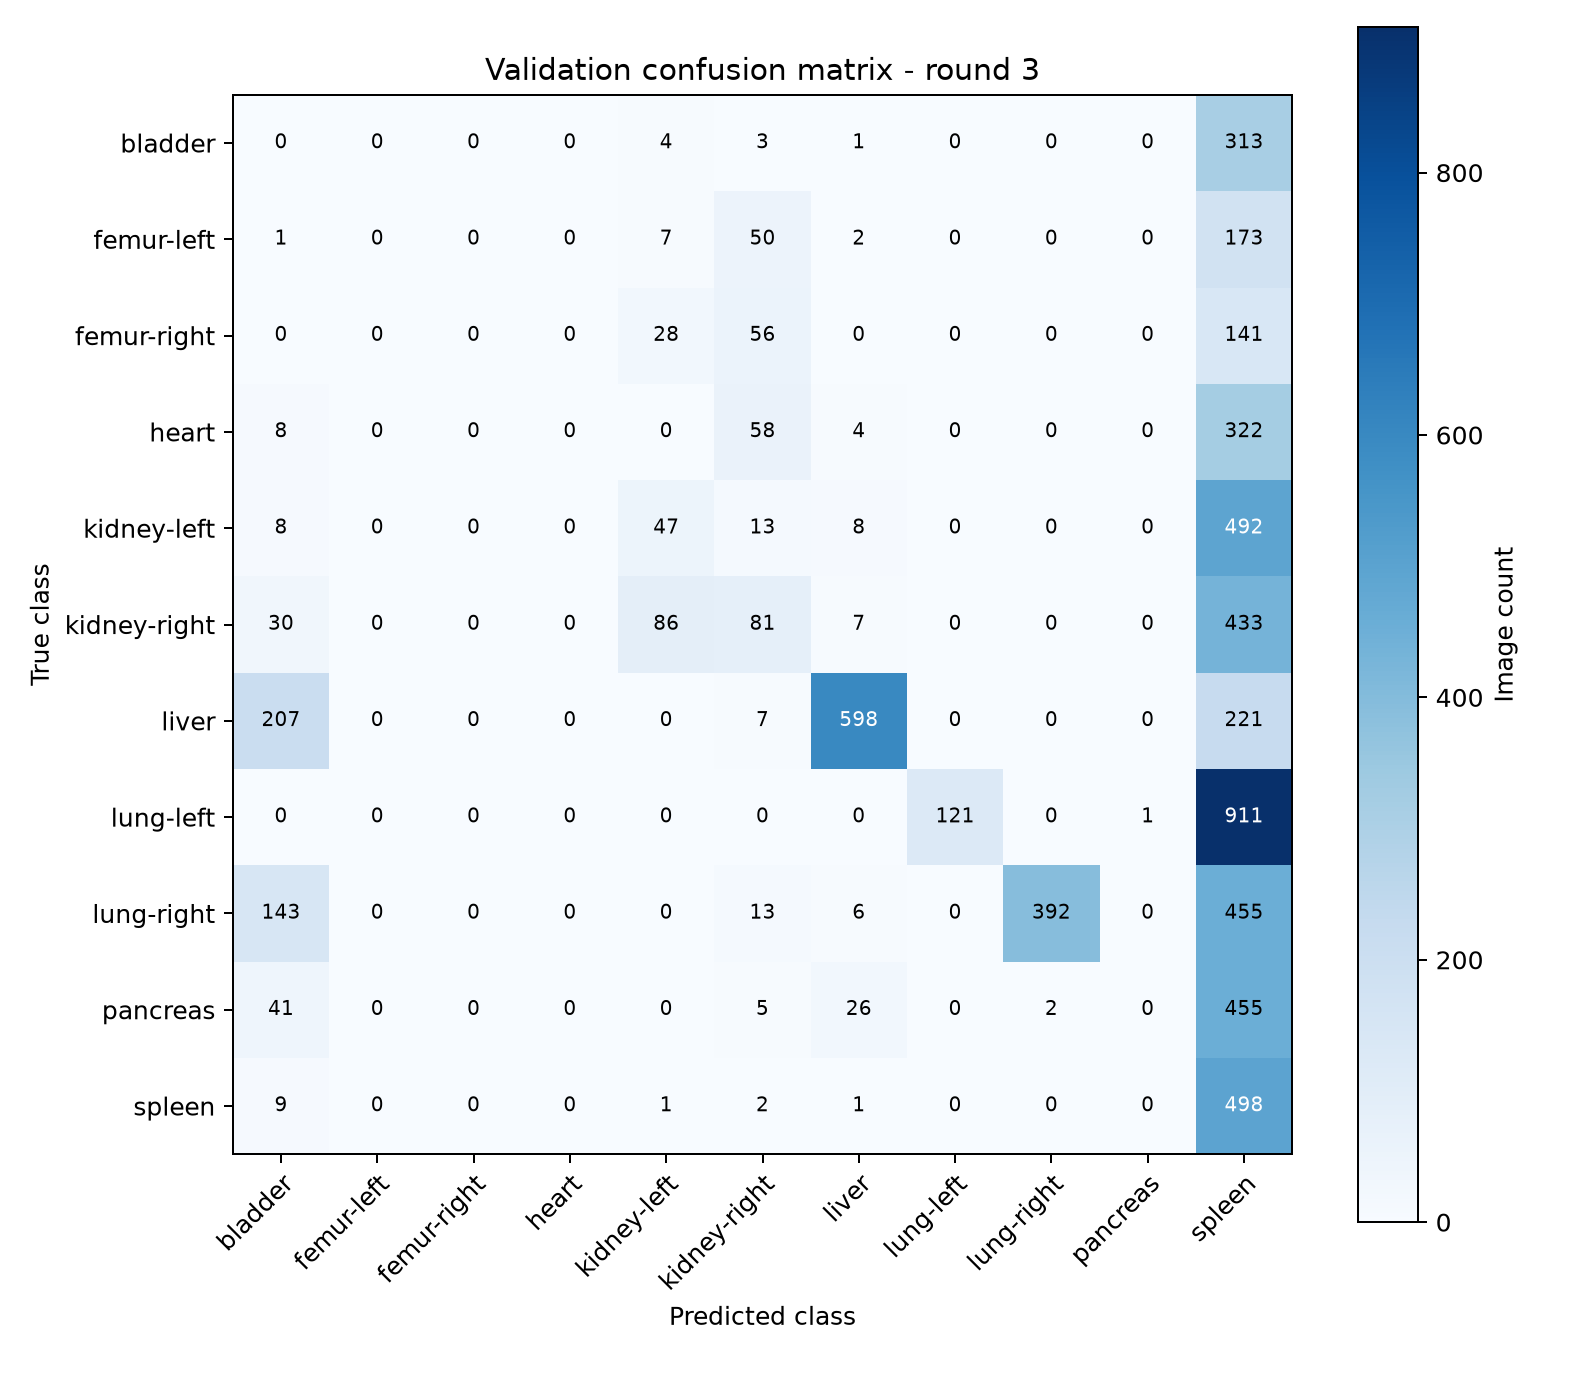 Validation confusion matrix - round 3
bladder 0 0 0 0 4 3 1 0 0 0 313
femur-left 1 0 0 0 7 50 2 0 0 0 173
femur-right 0 0 0 0 28 56 0 0 0 0 141
heart 8 0 0 0 0 58 4 0 0 0 322
kidney-left 8 0 0 0 47 13 8 0 0 0 492
kidney-right 30 0 0 0 86 81 7 0 0 0 433
liver 207 0 0 0 0 7 598 0 0 0 221
lung-left 0 0 0 0 0 0 0 121 0 1 911
lung-right 143 0 0 0 0 13 6 0 392 0 455
pancreas 41 0 0 0 0 5 26 0 2 0 455
spleen 9 0 0 0 1 2 1 0 0 0 498
bladder femur-left femur-right heart kidney-left kidney-right liver lung-left lung-right pancreas spleen
Predicted class
True class
800
600
400
200
0
Image count